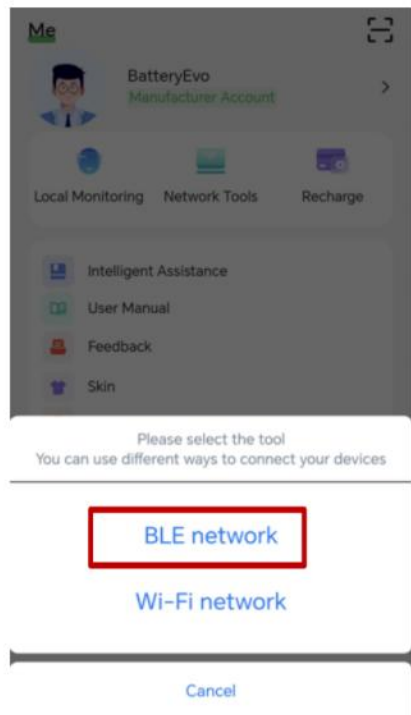 Me
BatteryEvo
Manufacturer Account
Local Monitoring
Network Tools
Recharge
Intelligent Assistance
User Manual
Feedback
Skin
Please select the tool
You can use different ways to connect your devices
BLE network
Wi-Fi network
Cancel